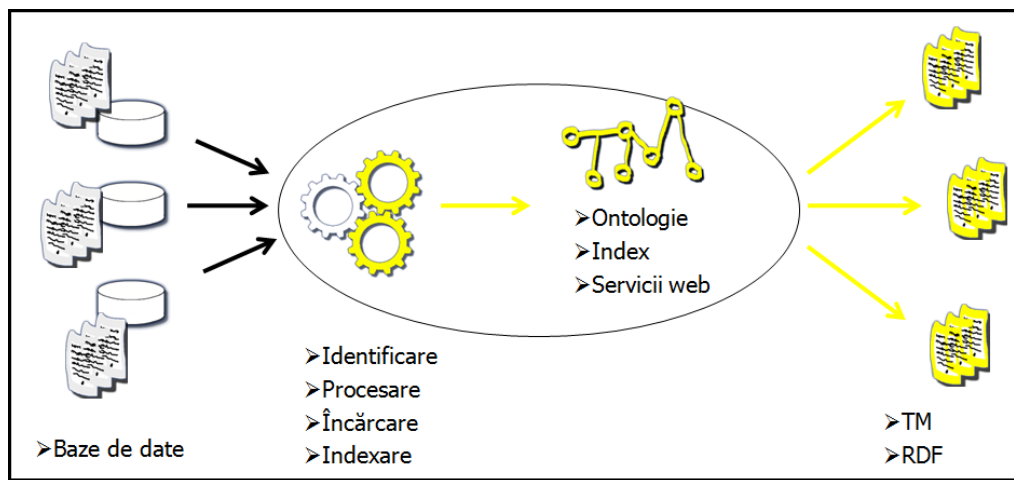 ➢Ontologie
➢Index
➢Servicii web
➢Identificare
➢Procesare
➢Încărcare
➢Indexare
➢Baze de date
➢TM
➢RDF